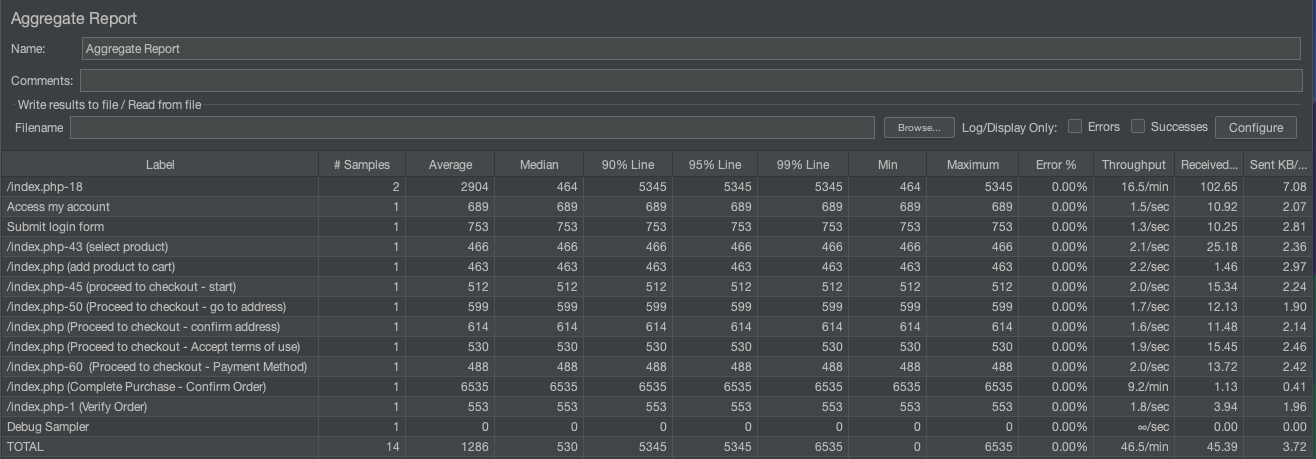 Aggregate Report
Name: Aggregate Report
Comments:
Write results to file / Read from file
Filename Browse... Log/Display Only: Errors Successes Configure
Label # Samples Average Median 90% Line 95% Line 99% Line Min Maximum Error % Throughput Received... Sent KB/...
/index.php-18 2 2904 464 5345 5345 5345 464 5345 0.00% 16.5/min 102.65 7.08
Access my account 1 689 689 689 689 689 689 689 0.00% 1.5/sec 10.92 2.07
Submit login form 1 753 753 753 753 753 753 753 0.00% 1.3/sec 10.25 2.81
/index.php-43 (select product) 1 466 466 466 466 466 466 466 0.00% 2.1/sec 25.18 2.36
/index.php (add product to cart) 1 463 463 463 463 463 463 463 0.00% 2.2/sec 1.46 2.97
/index.php-45 (proceed to checkout - start) 1 512 512 512 512 512 512 512 0.00% 2.0/sec 15.34 2.24
/index.php-50 (Proceed to checkout - go to address) 1 599 599 599 599 599 599 599 0.00% 1.7/sec 12.13 1.90
/index.php (Proceed to checkout - confirm address) 1 614 614 614 614 614 614 614 0.00% 1.6/sec 11.48 2.14
/index.php (Proceed to checkout - Accept terms of use) 1 530 530 530 530 530 530 530 0.00% 1.9/sec 15.45 2.46
/index.php-60 (Proceed to checkout - Payment Method) 1 488 488 488 488 488 488 488 0.00% 2.0/sec 13.72 2.42
/index.php (Complete Purchase - Confirm Order) 1 6535 6535 6535 6535 6535 6535 6535 0.00% 9.2/min 1.13 0.41
/index.php-1 (Verify Order) 1 553 553 553 553 553 553 553 0.00% 1.8/sec 3.94 1.96
Debug Sampler 1 0 0 0 0 0 0 0 0.00% ∞/sec 0.00 0.00
TOTAL 14 1286 530 5345 5345 6535 0 6535 0.00% 46.5/min 45.39 3.72